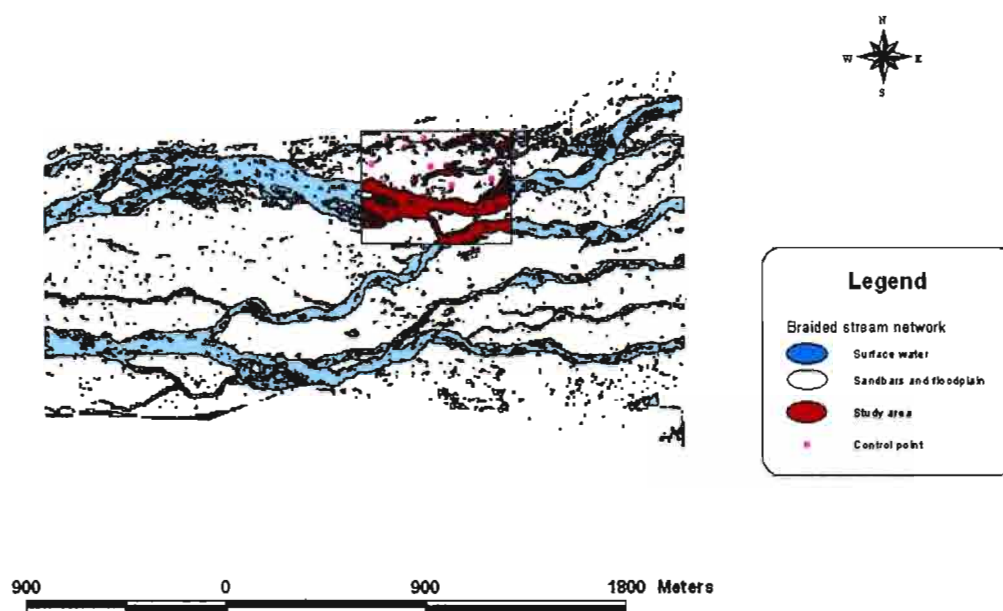 N
W E
S
Legend
Braided stream network
Surface water
Sandbars and floodplain
Study area
Control point
900 0 900 1800 Meters